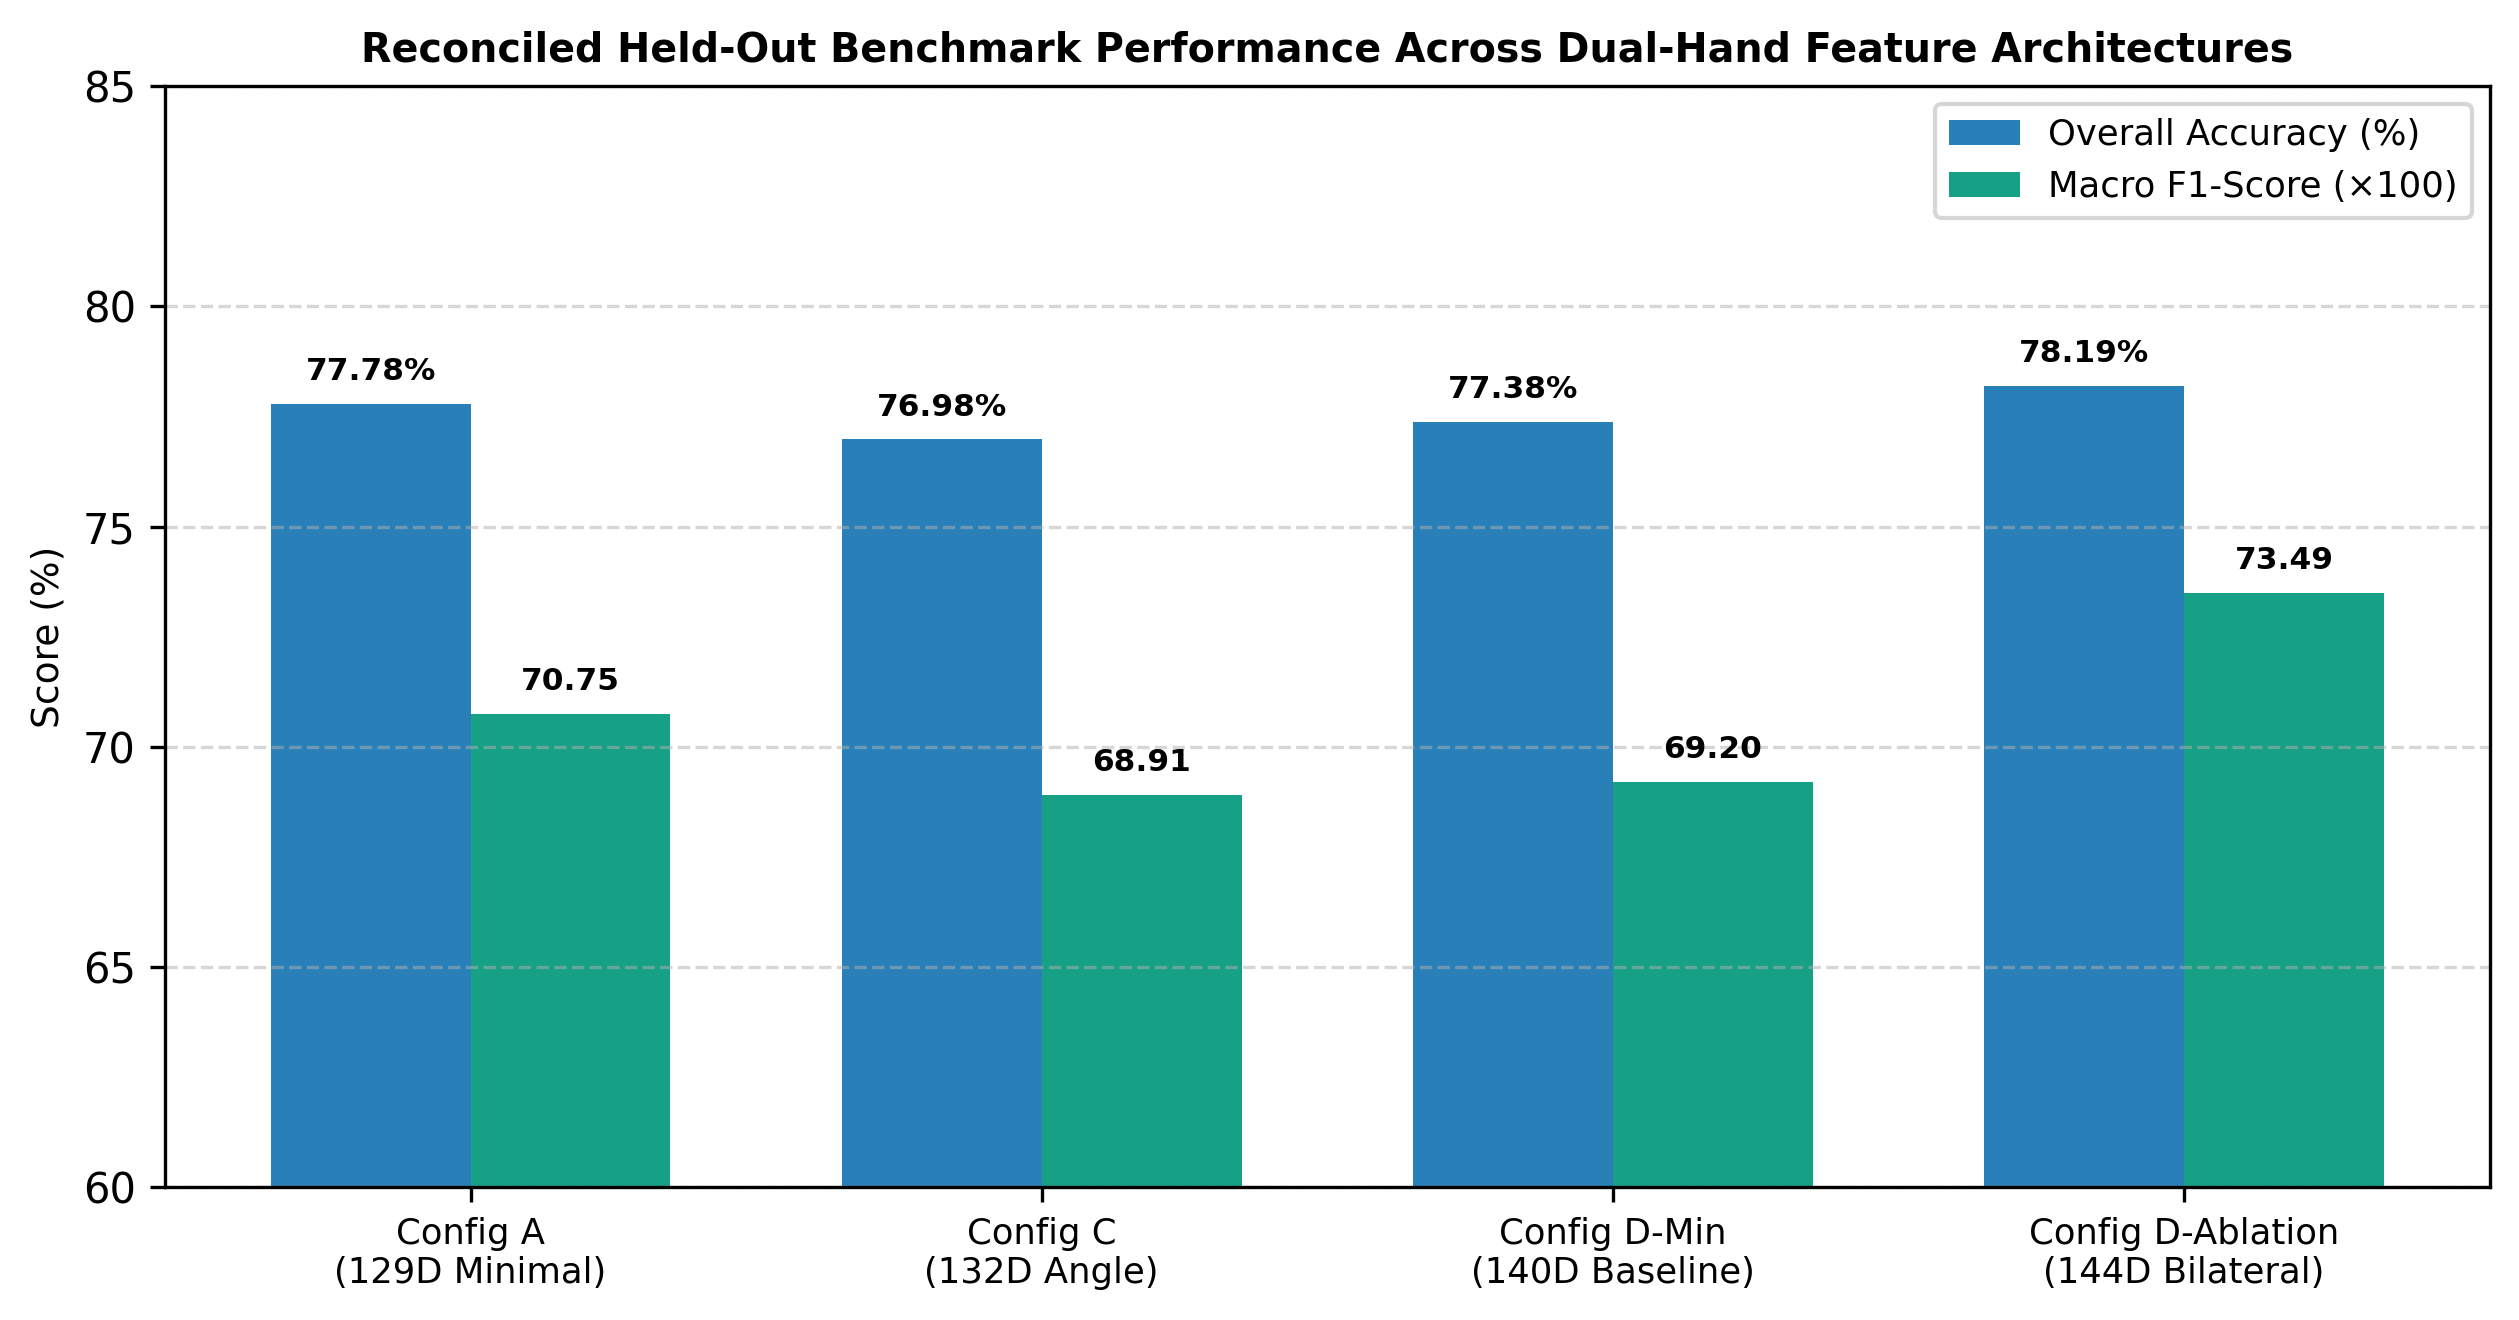 Reconciled Held-Out Benchmark Performance Across Dual-Hand Feature Architectures
Overall Accuracy (%)
Macro F1-Score (×100)
Score (%)
85
80
75
70
65
60
77.78%
70.75
76.98%
68.91
77.38%
69.20
78.19%
73.49
Config A
(129D Minimal)
Config C
(132D Angle)
Config D-Min
(140D Baseline)
Config D-Ablation
(144D Bilateral)